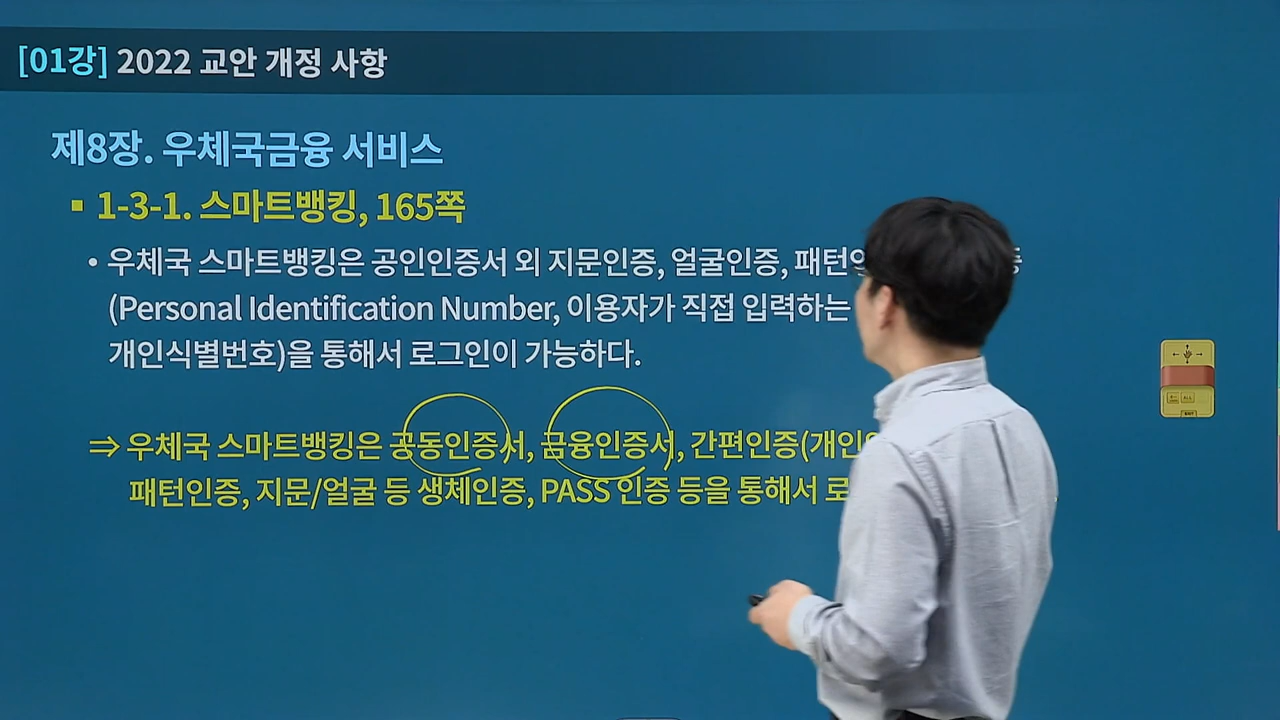 [01강] 2022 교안 개정 사항
제8장. 우체국금융 서비스
▪ 1-3-1. 스마트뱅킹, 165쪽
• 우체국 스마트뱅킹은 공인인증서 외 지문인증, 얼굴인증, 등
(Personal Identification Number, 이용자가 직접 입력하는
개인식별번호)을 통해서 로그인이 가능하다.
⇒ 우체국 스마트뱅킹은 공동인증서, 금융인증서, 간편인증(개인
패턴인증, 지문/얼굴 등 생체인증, PASS 인증 등을 통해서